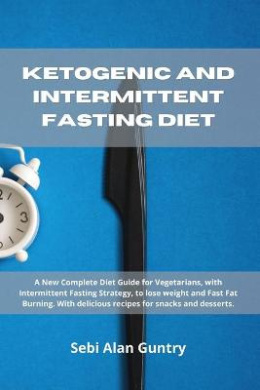 KETOGENIC AND
INTERMITTENT
FASTING DIET
A New Complete Diet Guide for Vegetarians, with
Intermittent Fasting Strategy, to lose weight and Fast Fat
Burning. With delicious recipes for snacks and desserts.
Sebi Alan Guntry